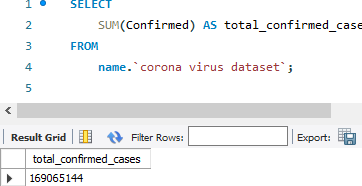 1 SELECT
2 SUM(Confirmed) AS total_confirmed_case
3 FROM
4 name.`corona virus dataset`;
5
Result Grid Filter Rows: Export:
total_confirmed_cases
169065144